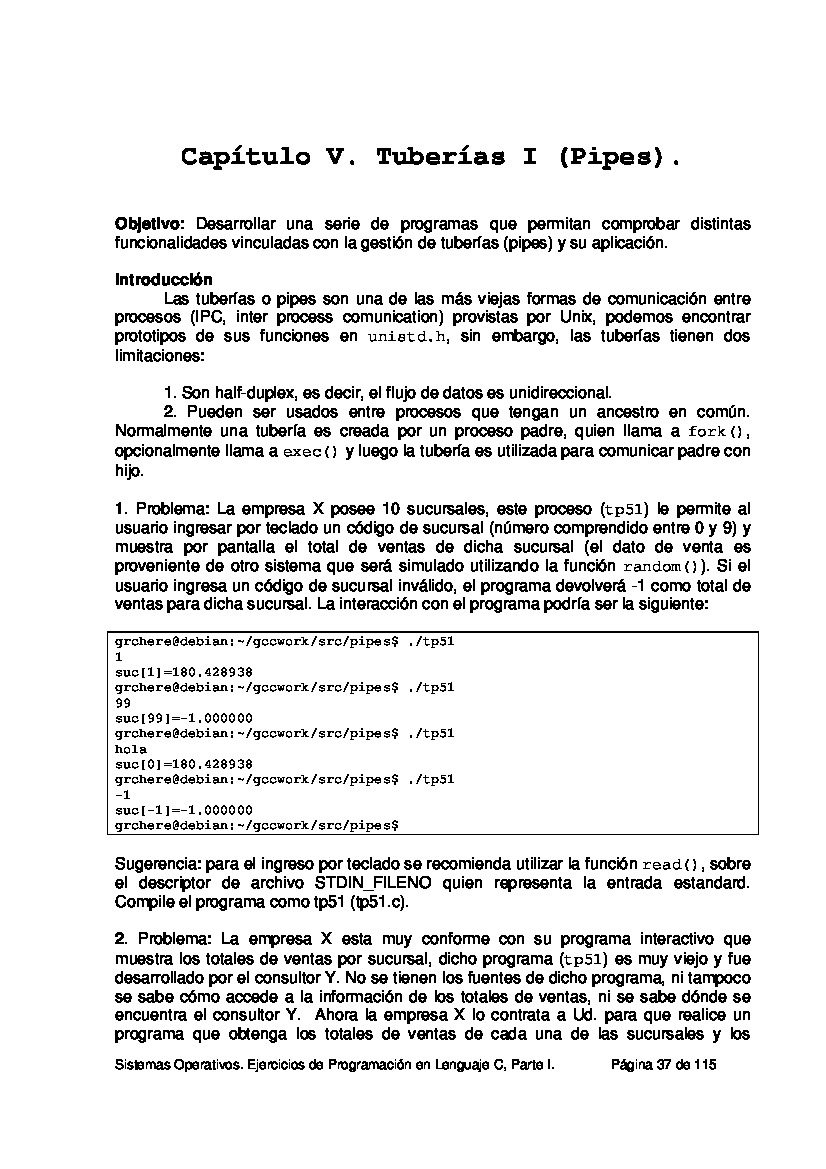 Capítulo V. Tuberías I (Pipes).
Objetivo: Desarrollar una serie de programas que permitan comprobar distintas
funcionalidades vinculadas con la gestión de tuberías (pipes) y su aplicación.
Introducción
Las tuberías o pipes son una de las más viejas formas de comunicación entre
procesos (IPC, inter process comunication) provistas por Unix, podemos encontrar
prototipos de sus funciones en unistd.h, sin embargo, las tuberías tienen dos
limitaciones:
1. Son half-duplex, es decir, el flujo de datos es unidireccional.
2. Pueden ser usados entre procesos que tengan un ancestro en común.
Normalmente una tubería es creada por un proceso padre, quien llama a fork(),
opcionalmente llama a exec() y luego la tubería es utilizada para comunicar padre con
hijo.
1. Problema: La empresa X posee 10 sucursales, este proceso (tp51) le permite al
usuario ingresar por teclado un código de sucursal (número comprendido entre 0 y 9) y
muestra por pantalla el total de ventas de dicha sucursal (el dato de venta es
proveniente de otro sistema que será simulado utilizando la función random()). Si el
usuario ingresa un código de sucursal inválido, el programa devolverá -1 como total de
ventas para dicha sucursal. La interacción con el programa podría ser la siguiente:
grchere@debian:~/gccwork/src/pipes$ ./tp51
1
suc[1]=180.428938
grchere@debian:~/gccwork/src/pipes$ ./tp51
99
suc[99]=-1.000000
grchere@debian:~/gccwork/src/pipes$ ./tp51
hola
suc[0]=180.428938
grchere@debian:~/gccwork/src/pipes$ ./tp51
-1
suc[-1]=-1.000000
grchere@debian:~/gccwork/src/pipes$
Sugerencia: para el ingreso por teclado se recomienda utilizar la función read(), sobre
el descriptor de archivo STDIN_FILENO quien representa la entrada estandard.
Compile el programa como tp51 (tp51.c).
2. Problema: La empresa X esta muy conforme con su programa interactivo que
muestra los totales de ventas por sucursal, dicho programa (tp51) es muy viejo y fue
desarrollado por el consultor Y. No se tienen los fuentes de dicho programa, ni tampoco
se sabe cómo accede a la información de los totales de ventas, ni se sabe dónde se
encuentra el consultor Y. Ahora la empresa X lo contrata a Ud. para que realice un
programa que obtenga los totales de ventas de cada una de las sucursales y los
Sistemas Operativos. Ejercicios de Programación en Lenguaje C, Parte I. Página 37 de 115